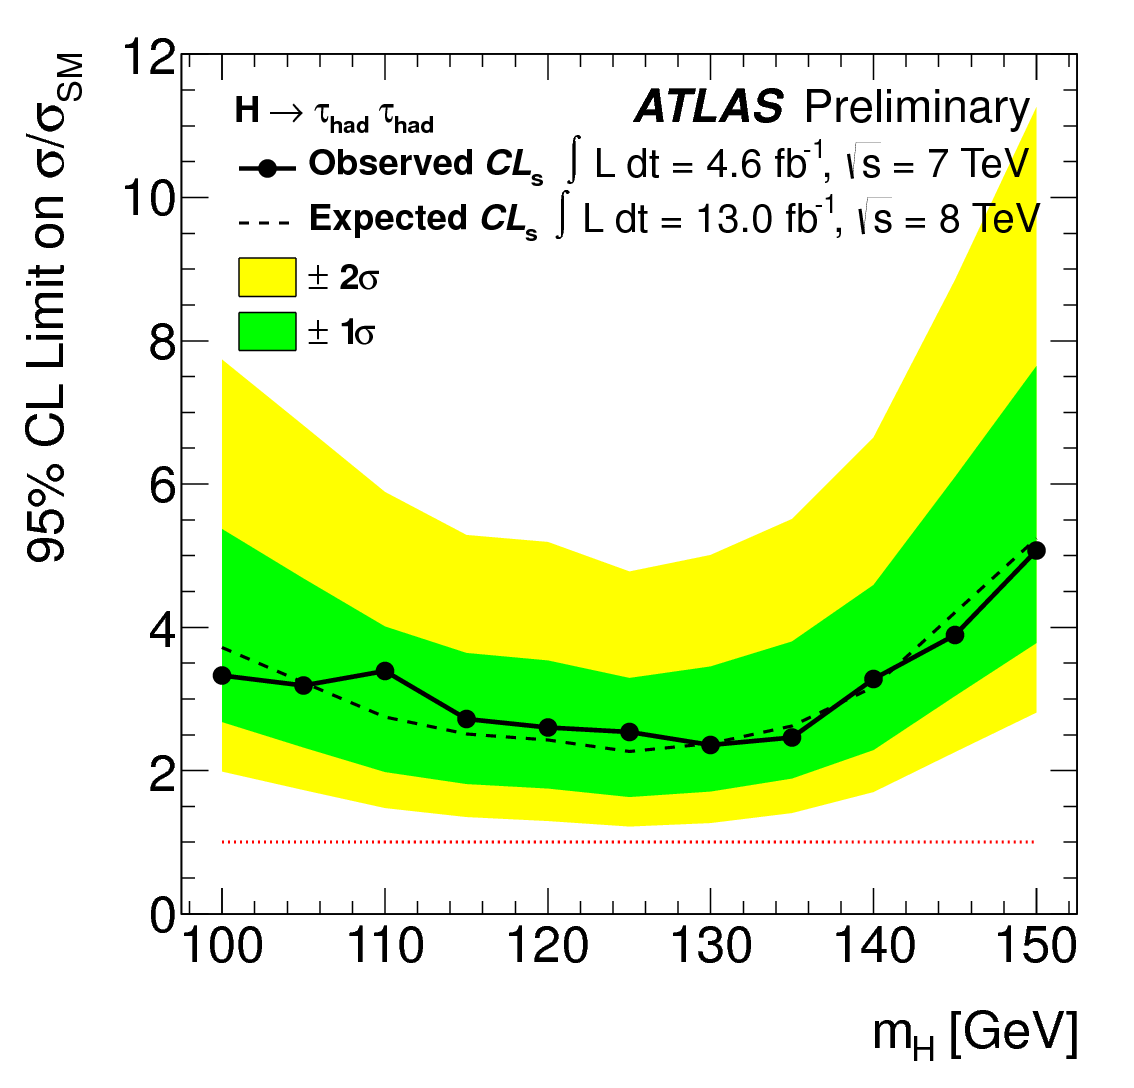 95% CL Limit on σ/σSM
12
10
8
6
4
2
0
H → τhad τhad
ATLAS Preliminary
Observed CLs ∫ L dt = 4.6 fb-1, √s = 7 TeV
Expected CLs ∫ L dt = 13.0 fb-1, √s = 8 TeV
± 2σ
± 1σ
100 110 120 130 140 150
mH [GeV]